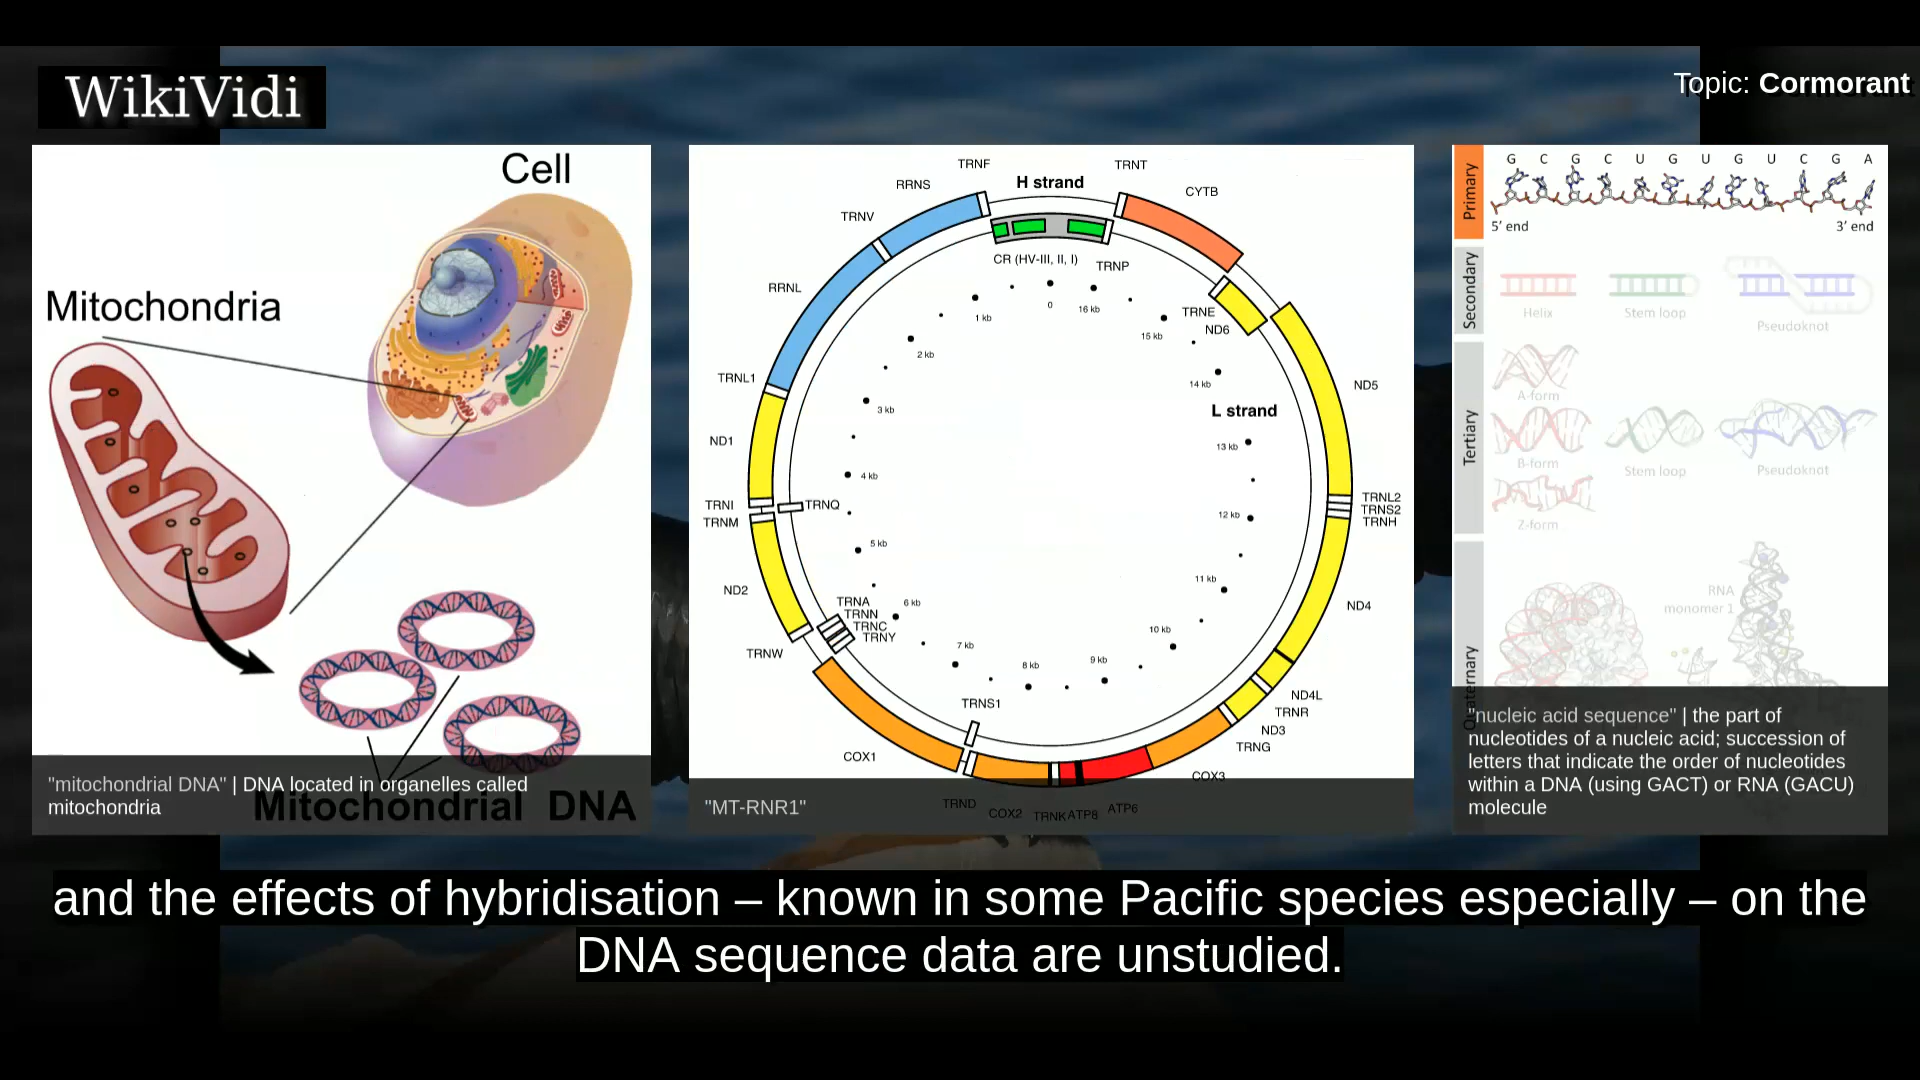 WikiVidi
Topic: Cormorant
Cell
Mitochondria
"mitochondrial DNA" | DNA located in organelles called
mitochondria
Mitochondrial DNA
TRNF
TRNT
H strand
RRNS
CYTB
TRNV
CR (HV-III, II, I)
TRNP
RRNL
0
16 kb
1 kb
TRNE
ND6
15 kb
2 kb
TRNL1
14 kb
ND5
3 kb
L strand
ND1
13 kb
4 kb
TRNI
TRNQ
TRNL2
TRNS2
TRNM
12 kb
TRNH
5 kb
11 kb
ND2
TRNA
6 kb
ND4
TRNN
TRNC
TRNY
10 kb
TRNW
7 kb
8 kb
9 kb
TRNS1
ND4L
TRNR
ND3
TRNG
COX1
COX3
"MT-RNR1"
TRND
COX2
TRNK
ATP8
ATP6
Primary
G C G C U G U G U C G A
5’ end
3’ end
Secondary
Helix
Stem loop
Pseudoknot
Tertiary
A-form
B-form
Stem loop
Pseudoknot
Z-form
Quaternary
RNA
monomer 1
"nucleic acid sequence" | the part of
nucleotides of a nucleic acid; succession of
letters that indicate the order of nucleotides
within a DNA (using GACT) or RNA (GACU)
molecule
and the effects of hybridisation – known in some Pacific species especially – on the
DNA sequence data are unstudied.